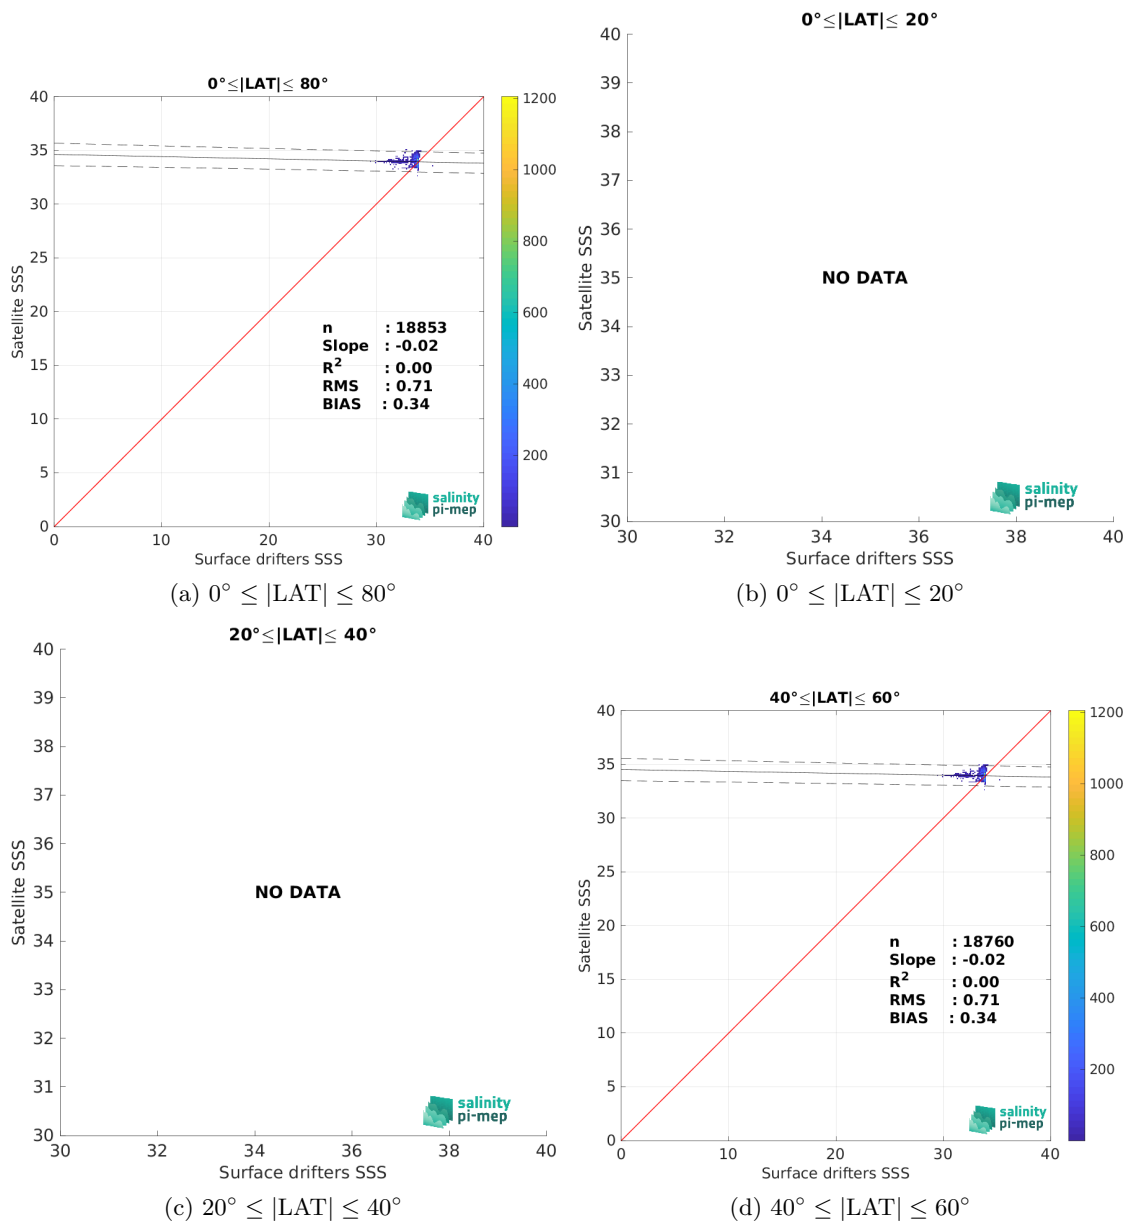 0°≤|LAT|≤ 80°
40
35
30
25
20
15
10
5
0
0 10 20 30 40
Satellite SSS
Surface drifters SSS
n : 18853
Slope : -0.02
R² : 0.00
RMS : 0.71
BIAS : 0.34
salinity
pi-mep
1200
1000
800
600
400
200
(a) 0° ≤ |LAT| ≤ 80°
0°≤|LAT|≤ 20°
40
39
38
37
36
35
34
33
32
31
30
30 32 34 36 38 40
Satellite SSS
Surface drifters SSS
NO DATA
salinity
pi-mep
(b) 0° ≤ |LAT| ≤ 20°
20°≤|LAT|≤ 40°
40
39
38
37
36
35
34
33
32
31
30
30 32 34 36 38 40
Satellite SSS
Surface drifters SSS
NO DATA
salinity
pi-mep
(c) 20° ≤ |LAT| ≤ 40°
40°≤|LAT|≤ 60°
40
35
30
25
20
15
10
5
0
0 10 20 30 40
Satellite SSS
Surface drifters SSS
n : 18760
Slope : -0.02
R² : 0.00
RMS : 0.71
BIAS : 0.34
salinity
pi-mep
1200
1000
800
600
400
200
(d) 40° ≤ |LAT| ≤ 60°